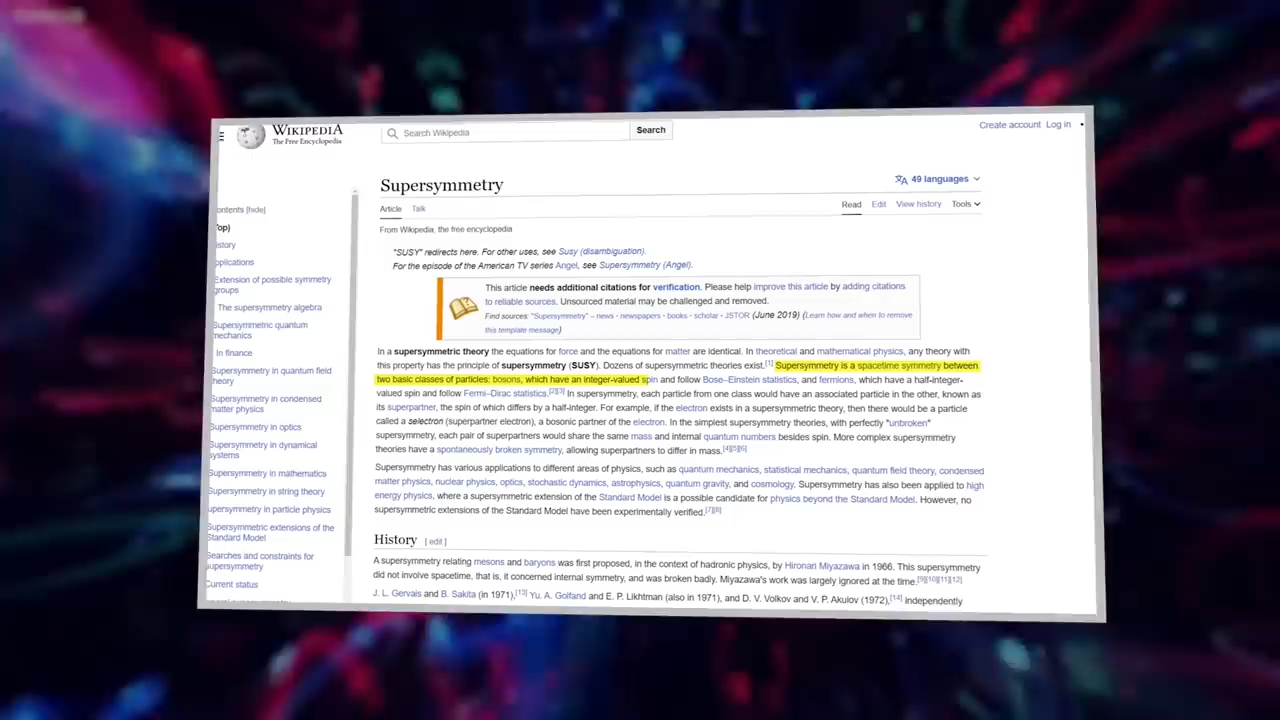 WIKIPEDIA
The Free Encyclopedia
Search Wikipedia
Search
Create account Log in
Supersymmetry
49 languages
Article Talk
Read Edit View history Tools
From Wikipedia, the free encyclopedia
"SUSY" redirects here. For other uses, see Susy (disambiguation).
For the episode of the American TV series Angel, see Supersymmetry (Angel).
This article needs additional citations for verification. Please help improve this article by adding citations
to reliable sources. Unsourced material may be challenged and removed.
Find sources: "Supersymmetry" – news · newspapers · books · scholar · JSTOR (June 2019) (Learn how and when to remove
this template message)
In a supersymmetric theory the equations for force and the equations for matter are identical. In theoretical and mathematical physics, any theory with
this property has the principle of supersymmetry (SUSY). Dozens of supersymmetric theories exist.[1] Supersymmetry is a spacetime symmetry between
two basic classes of particles: bosons, which have an integer-valued spin and follow Bose–Einstein statistics, and fermions, which have a half-integer-
valued spin and follow Fermi–Dirac statistics.[2][3] In supersymmetry, each particle from one class would have an associated particle in the other, known as
its superpartner, the spin of which differs by a half-integer. For example, if the electron exists in a supersymmetric theory, then there would be a particle
called a selectron (superpartner electron), a bosonic partner of the electron. In the simplest supersymmetry theories, with perfectly "unbroken"
supersymmetry, each pair of superpartners would share the same mass and internal quantum numbers besides spin. More complex supersymmetry
theories have a spontaneously broken symmetry, allowing superpartners to differ in mass.[4][5][6]
Supersymmetry has various applications to different areas of physics, such as quantum mechanics, statistical mechanics, quantum field theory, condensed
matter physics, nuclear physics, optics, stochastic dynamics, astrophysics, quantum gravity, and cosmology. Supersymmetry has also been applied to high
energy physics, where a supersymmetric extension of the Standard Model is a possible candidate for physics beyond the Standard Model. However, no
supersymmetric extensions of the Standard Model have been experimentally verified.[7][8]
History [ edit ]
A supersymmetry relating mesons and baryons was first proposed, in the context of hadronic physics, by Hironari Miyazawa in 1966. This supersymmetry
did not involve spacetime, that is, it concerned internal symmetry, and was broken badly. Miyazawa's work was largely ignored at the time.[9][10][11][12]
J. L. Gervais and B. Sakita (in 1971),[13] Yu. A. Golfand and E. P. Likhtman (also in 1971), and D. V. Volkov and V. P. Akulov (1972),[14] independently
ontents [hide]
Top)
istory
pplications
Extension of possible symmetry
groups
The supersymmetry algebra
Supersymmetric quantum
mechanics
In finance
Supersymmetry in quantum field
theory
Supersymmetry in condensed
matter physics
Supersymmetry in optics
Supersymmetry in dynamical
systems
Supersymmetry in mathematics
Supersymmetry in string theory
upersymmetry in particle physics
Supersymmetric extensions of the
Standard Model
Searches and constraints for
supersymmetry
Current status